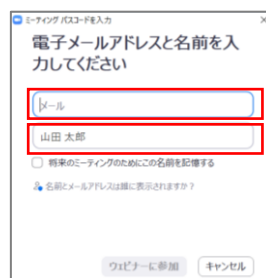 ミーティング パスコードを入力
電子メールアドレスと名前を入
力してください
メール
山田 太郎
将来のミーティングのためにこの名前を記憶する
名前とメールアドレスは誰に表示されますか?
ウェビナーに参加
キャンセル